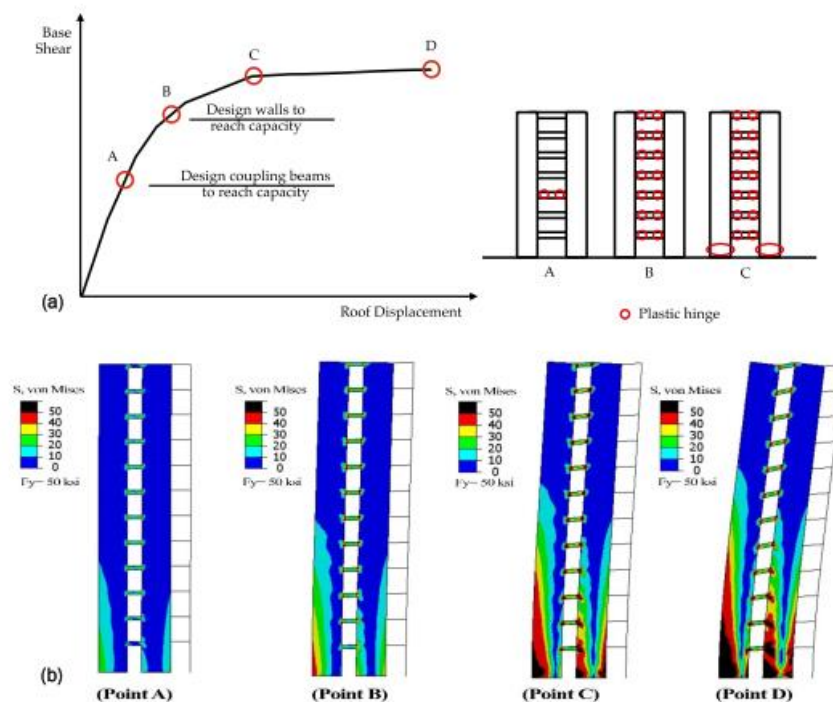 Base
Shear
A
B
C
D
Design walls to
reach capacity
Design coupling beams
to reach capacity
(a)
Roof Displacement
A
B
C
Plastic hinge
S, von Mises
50
40
30
20
10
0
Fy= 50 ksi
S, von Mises
50
40
30
20
10
0
Fy= 50 ksi
S, von Mises
50
40
30
20
10
0
Fy= 50 ksi
S, von Mises
50
40
30
20
10
0
Fy= 50 ksi
(b)
(Point A)
(Point B)
(Point C)
(Point D)